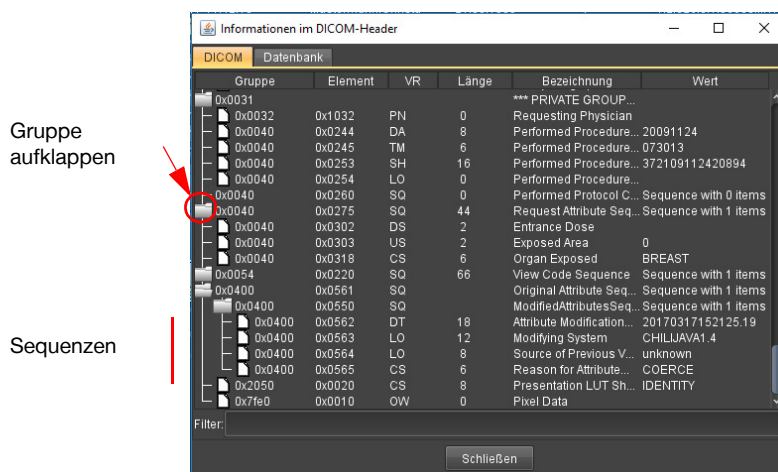 Informationen im DICOM-Header
DICOM Datenbank
Gruppe Element VR Länge Bezeichnung Wert
0x0031 *** PRIVATE GROUP...
0x0032 0x1032 PN 0 Requesting Physician
0x0040 0x0244 DA 8 Performed Procedure... 20091124
0x0040 0x0245 TM 6 Performed Procedure... 073013
0x0040 0x0253 SH 16 Performed Procedure... 372109112420894
0x0040 0x0254 LO 0 Performed Procedure...
0x0040 0x0260 SQ 0 Performed Protocol C... Sequence with 0 items
0x0040 0x0275 SQ 44 Request Attribute Seq... Sequence with 1 items
0x0040 0x0302 DS 2 Entrance Dose
0x0040 0x0303 US 2 Exposed Area 0
0x0040 0x0318 CS 6 Organ Exposed BREAST
0x0054 0x0220 SQ 66 View Code Sequence Sequence with 1 items
0x0400 0x0561 SQ Original Attribute Seq... Sequence with 1 items
0x0400 0x0550 SQ ModifiedAttributesSeq... Sequence with 1 items
0x0400 0x0562 DT 18 Attribute Modification... 20170317152125.19
0x0400 0x0563 LO 12 Modifying System CHILIJAVA1.4
0x0400 0x0564 LO 8 Source of Previous V... unknown
0x0400 0x0565 CS 6 Reason for Attribute... COERCE
0x2050 0x0020 CS 8 Presentation LUT Sh... IDENTITY
0x7fe0 0x0010 OW 0 Pixel Data
Filter:
Schließen
Gruppe
aufklappen
Sequenzen